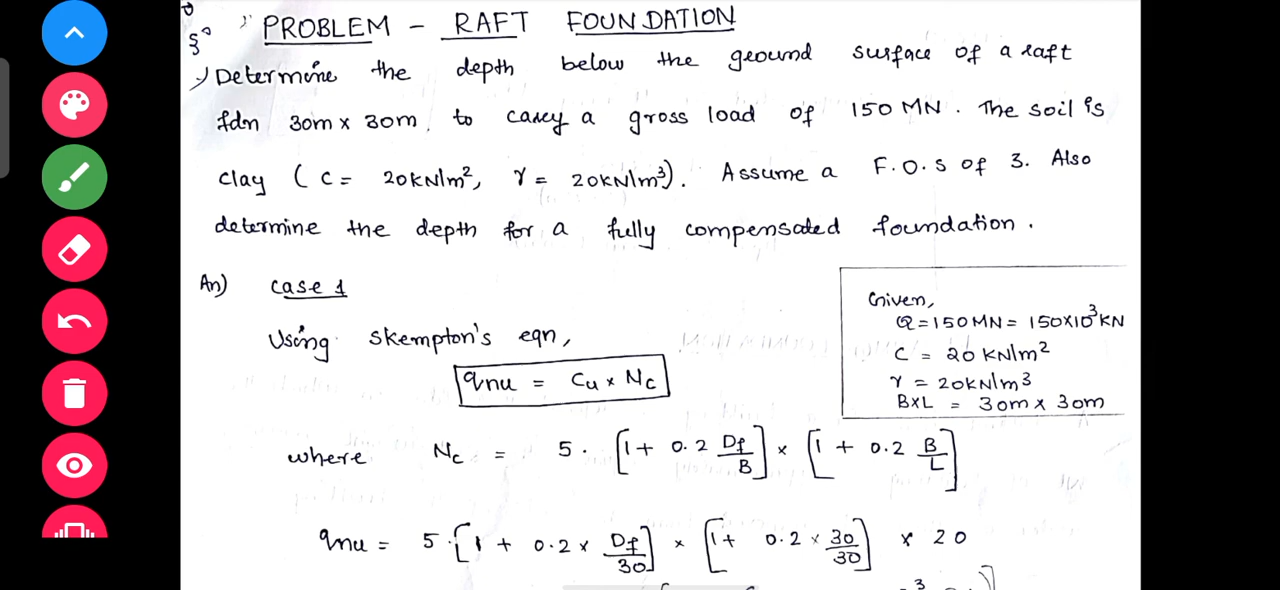 PROBLEM - RAFT FOUNDATION
Determine the depth below the ground surface of a raft
fdn 30m x 30m, to carry a gross load of 150 MN. The soil is
clay ( C = 20kN/m², γ = 20kN/m³). Assume a F.O.S of 3. Also
determine the depth for a fully compensated foundation.
An) case 1
Using Skempton's eqn,
qnu = Cu x Nc
Given,
Q = 150MN = 150x10³ KN
C = 20 KN/m²
γ = 20KN/m3
BxL = 30m x 30m
where Nc = 5 . [1 + 0.2 Df/B] x [1 + 0.2 B/L]
qnu = 5.[1 + 0.2 x Df/30] x [1 + 0.2 x 30/30] x 20